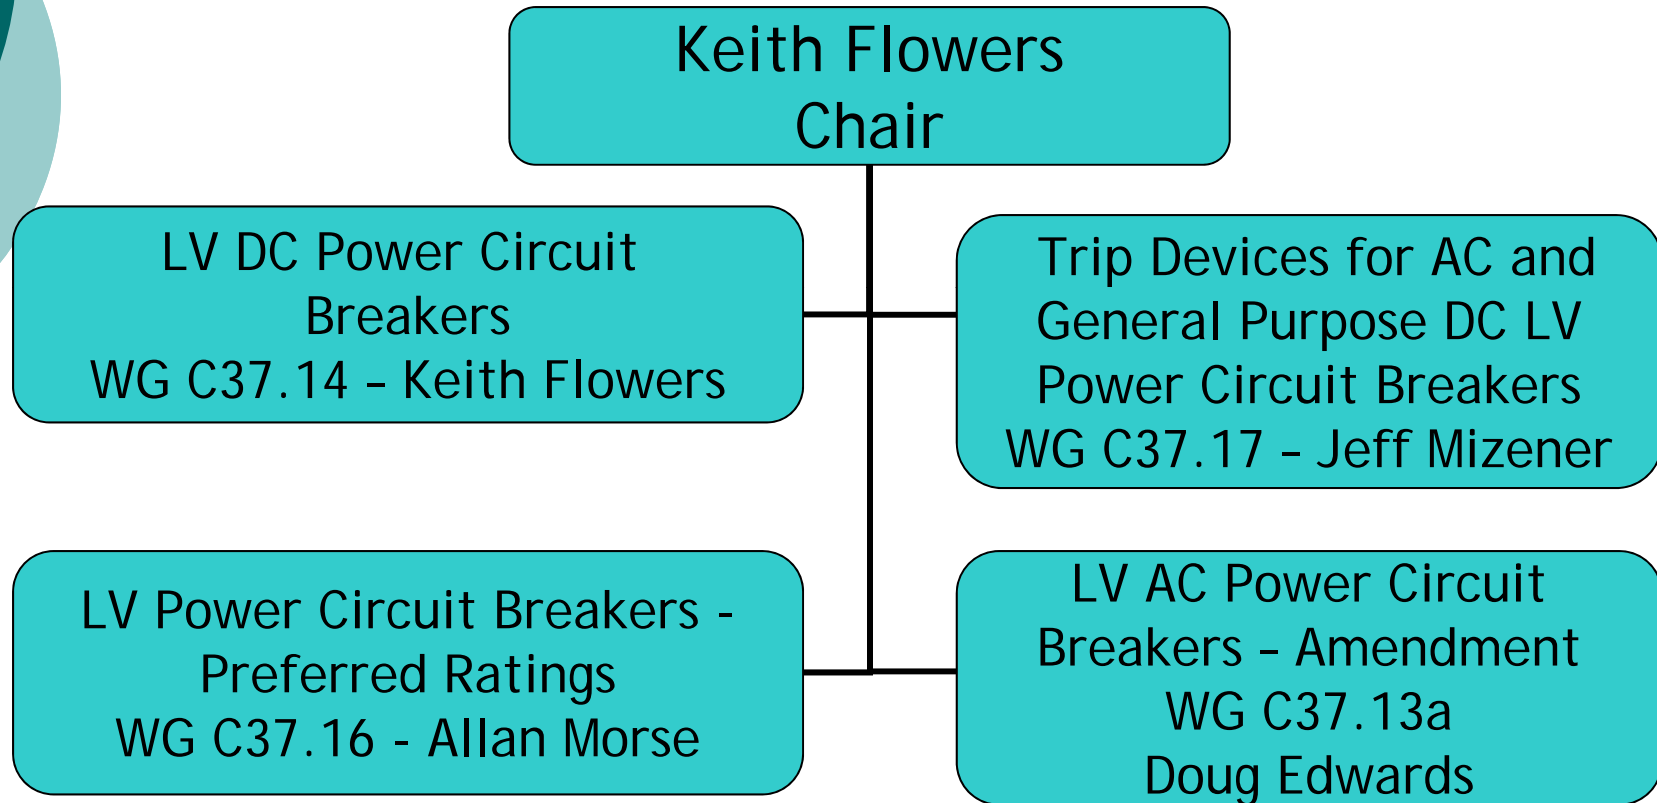 Keith Flowers
Chair
LV DC Power Circuit
Breakers
WG C37.14 – Keith Flowers
Trip Devices for AC and
General Purpose DC LV
Power Circuit Breakers
WG C37.17 – Jeff Mizener
LV Power Circuit Breakers -
Preferred Ratings
WG C37.16 - Allan Morse
LV AC Power Circuit
Breakers – Amendment
WG C37.13a
Doug Edwards